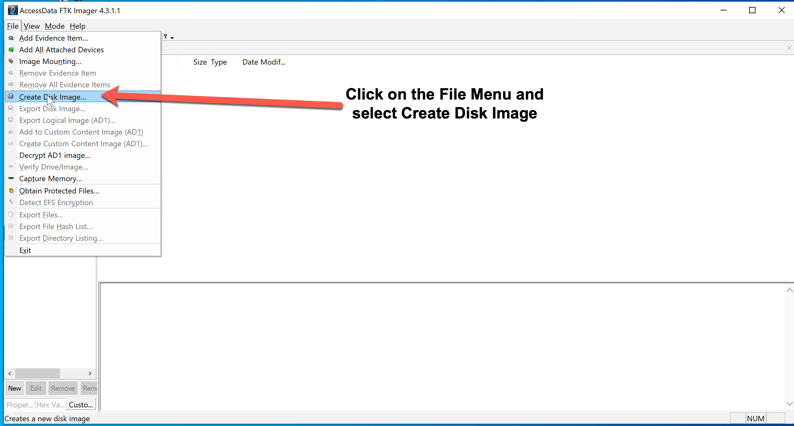 AccessData FTK Imager 4.3.1.1
File View Mode Help
Add Evidence Item...
Add All Attached Devices
Image Mounting...
Remove Evidence Item
Remove All Evidence Items
Create Disk Image...
Export Disk Image...
Export Logical Image (AD1)...
Add to Custom Content Image (AD1)
Create Custom Content Image (AD1)...
Decrypt AD1 image...
Verify Drive/Image...
Capture Memory...
Obtain Protected Files...
Detect EFS Encryption
Export Files...
Export File Hash List...
Export Directory Listing...
Exit
Size Type Date Modif...
Click on the File Menu and
select Create Disk Image
New Edit Remove Rem
Proper... Hex Va... Custo...
Creates a new disk image
NUM